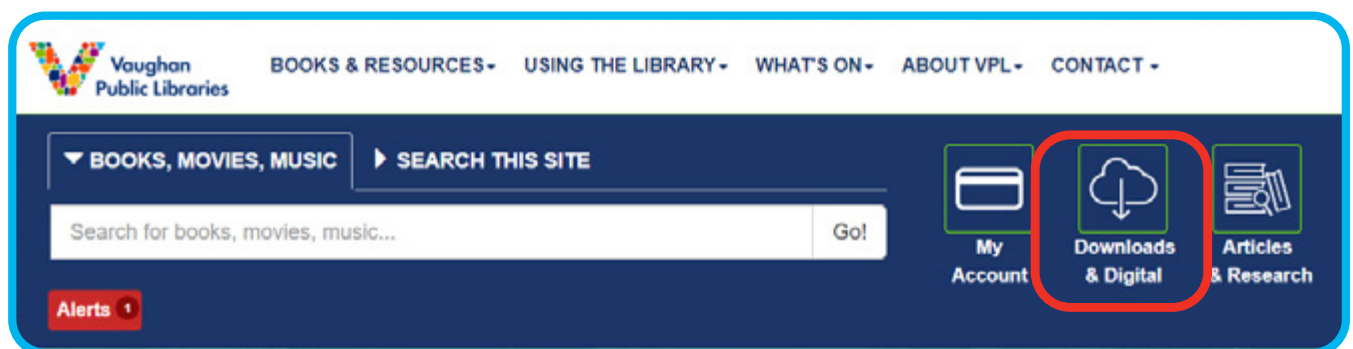 Vaughan
Public Libraries
BOOKS & RESOURCES USING THE LIBRARY WHAT'S ON ABOUT VPL CONTACT
BOOKS, MOVIES, MUSIC SEARCH THIS SITE
Search for books, movies, music... Go!
My
Account
Downloads
& Digital
Articles
& Research
Alerts 1